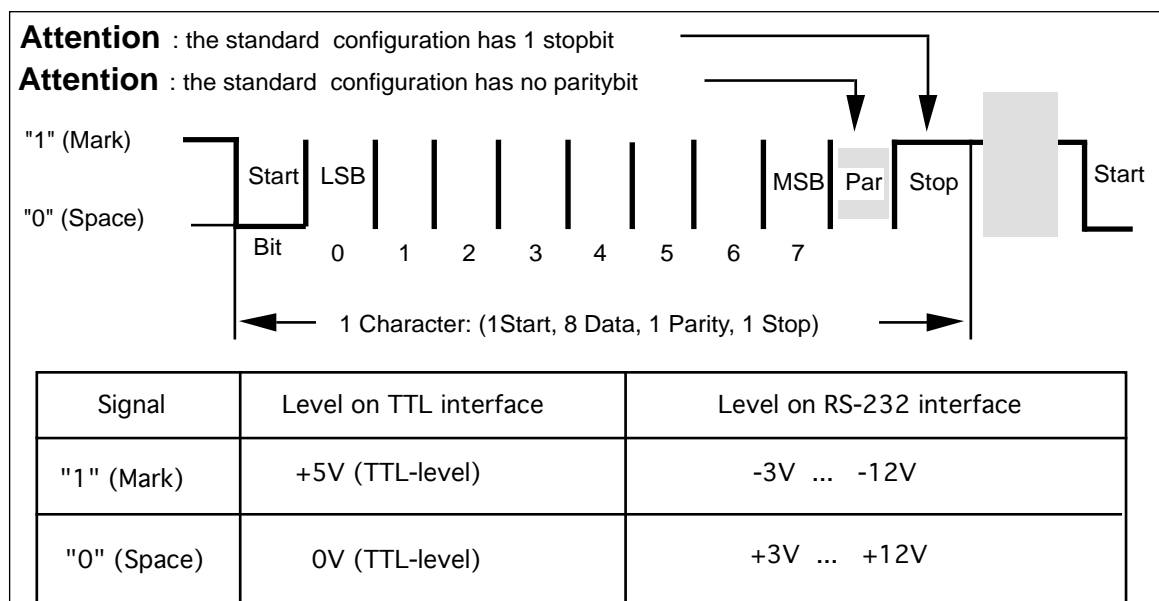 Attention : the standard configuration has 1 stopbit
Attention : the standard configuration has no paritybit
"1" (Mark)
Start LSB MSB Par Stop Start
"0" (Space)
Bit 0 1 2 3 4 5 6 7
1 Character: (1Start, 8 Data, 1 Parity, 1 Stop)
Signal Level on TTL interface Level on RS-232 interface
"1" (Mark) +5V (TTL-level) -3V ... -12V
"0" (Space) 0V (TTL-level) +3V ... +12V